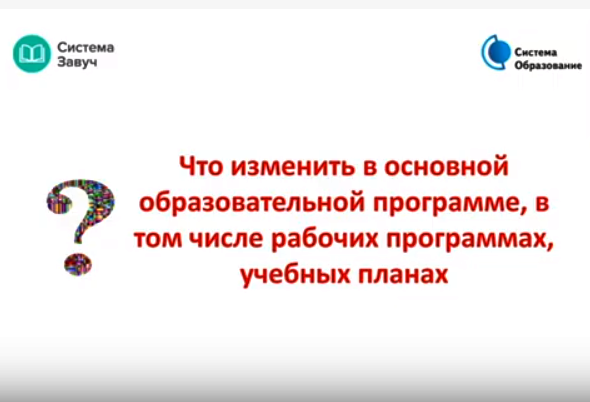 Система
Завуч
Система
Образование
Что изменить в основной
образовательной программе, в
том числе рабочих программах,
учебных планах